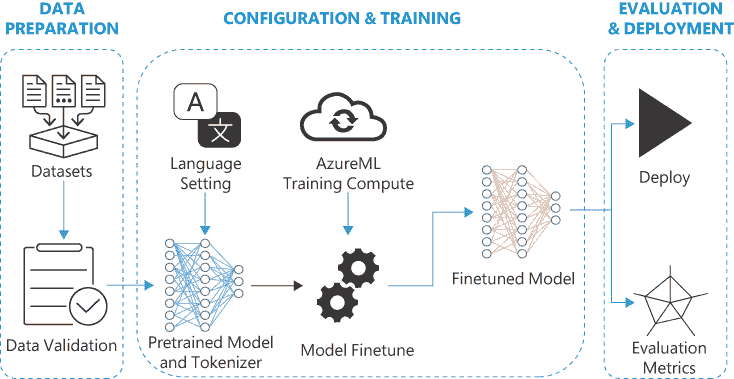 DATA
PREPARATION
CONFIGURATION & TRAINING
EVALUATION
& DEPLOYMENT
Datasets
Data Validation
A
文
Language
Setting
AzureML
Training Compute
Pretrained Model
and Tokenizer
Model Finetune
Finetuned Model
Deploy
Evaluation
Metrics